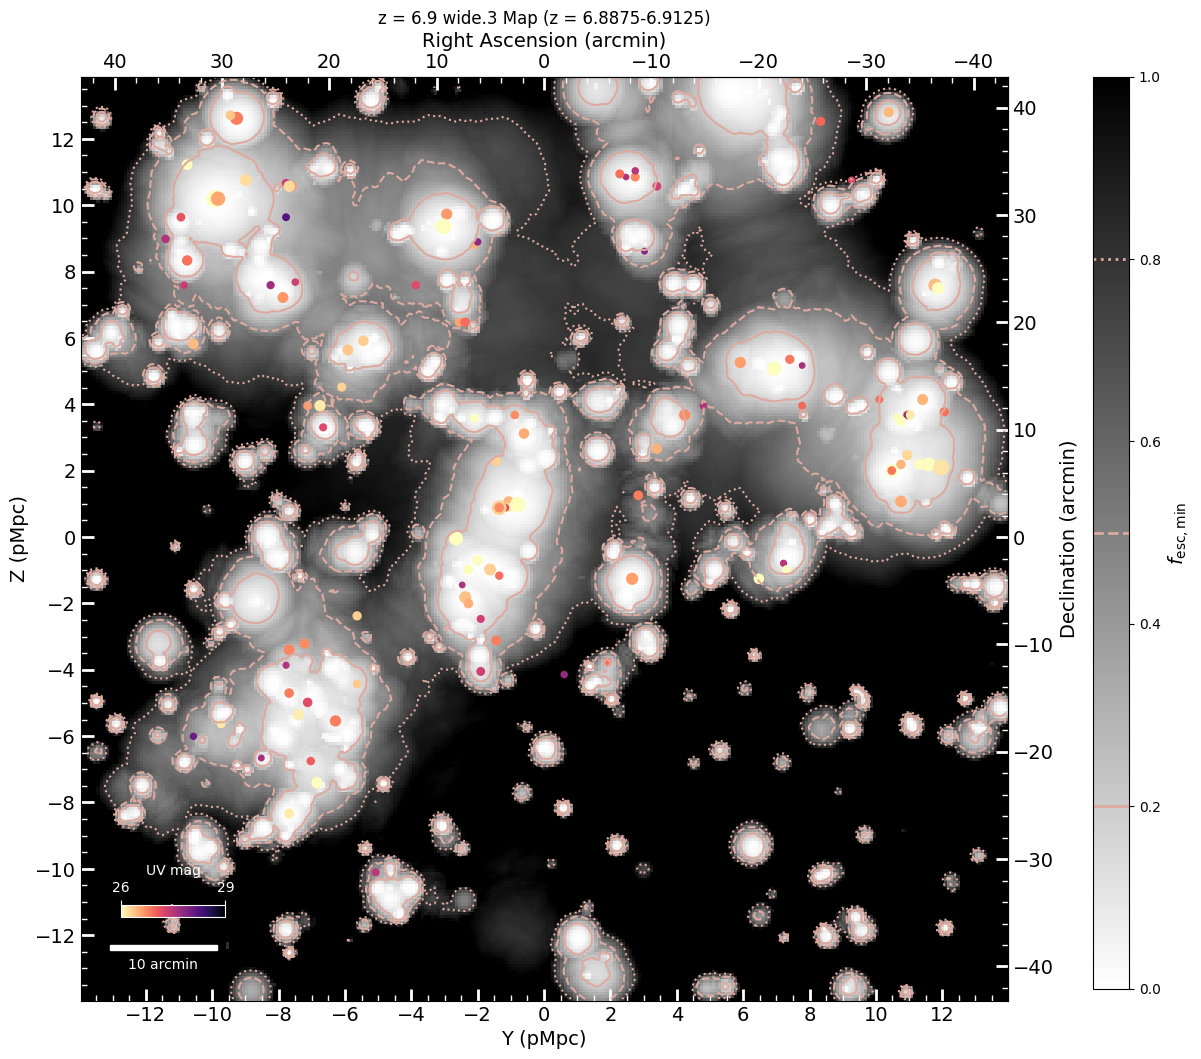 z = 6.9 wide.3 Map (z = 6.8875-6.9125)
Right Ascension (arcmin)
40 30 20 10 0 −10 −20 −30 −40
12
10
8
6
4
2
0
−2
−4
−6
−8
−10
−12
Z (pMpc)
UV mag
26 29
10 arcmin
−12 −10 −8 −6 −4 −2 0 2 4 6 8 10 12
Y (pMpc)
40
30
20
10
0
−10
−20
−30
−40
Declination (arcmin)
1.0
0.8
0.6
0.4
0.2
0.0
fesc,min